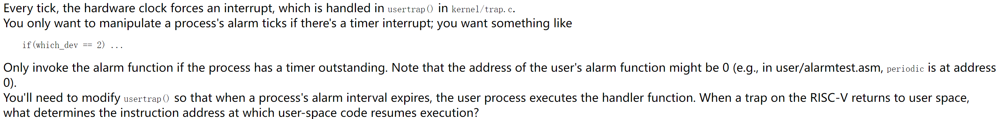 Every tick, the hardware clock forces an interrupt, which is handled in usertrap() in kernel/trap.c.
You only want to manipulate a process's alarm ticks if there's a timer interrupt; you want something like
if(which_dev == 2) ...
Only invoke the alarm function if the process has a timer outstanding. Note that the address of the user's alarm function might be 0 (e.g., in user/alarmtest.asm, periodic is at address
0).
You'll need to modify usertrap() so that when a process's alarm interval expires, the user process executes the handler function. When a trap on the RISC-V returns to user space,
what determines the instruction address at which user-space code resumes execution?